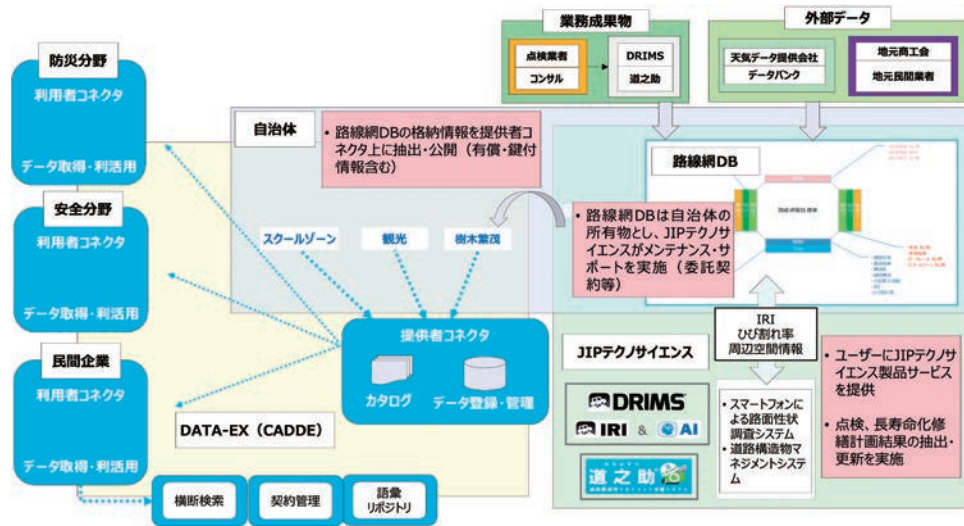 業務成果物
点検業者
コンサル
DRIMS
道之助
外部データ
天気データ提供会社
データバンク
地元商工会
地元民間業者
防災分野
利用者コネクタ
データ取得・利活用
安全分野
利用者コネクタ
データ取得・利活用
民間企業
利用者コネクタ
データ取得・利活用
自治体
• 路線網DBの格納情報を提供者コ
ネクタ上に抽出・公開（有償・鍵付
情報含む）
路線網DB
• 路線網DBは自治体の
所有物とし、JIPテクノサ
イエンスがメンテナンス・サ
ポートを実施（委託契
約等）
スクールゾーン
観光
樹木繁茂
提供者コネクタ
カタログ
データ登録・管理
DATA-EX（CADDE）
横断検索
契約管理
語彙
リポジトリ
JIPテクノサイエンス
DRIMS
IRI & AI
道之助
IRI
ひび割れ率
周辺空間情報
• スマートフォンに
よる路面性状
調査システム
• 道路構造物マ
ネジメントシステ
ム
• ユーザーにJIPテクノサ
イエンス製品サービス
を提供
• 点検、長寿命化修
繕計画結果の抽出・
更新を実施